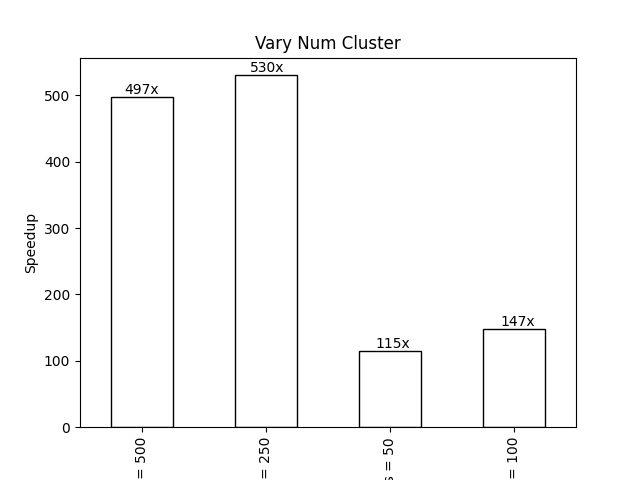 Vary Num Cluster
530x
497x
147x
115x
Speedup
500
400
300
200
100
0
= 500
= 250
= 50
= 100